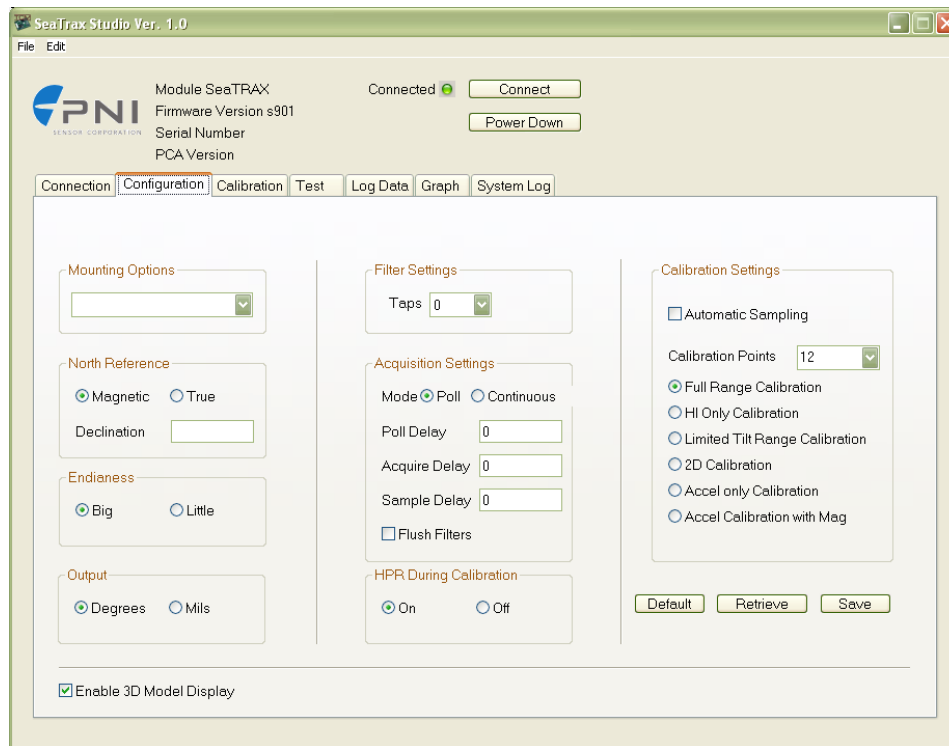 SeaTrax Studio Ver. 1.0
File Edit
PNI
SENSOR CORPORATION
Module SeaTRAX
Firmware Version s901
Serial Number
PCA Version
Connected
Connect
Power Down
Connection Configuration Calibration Test Log Data Graph System Log
Mounting Options
North Reference
Magnetic True
Declination
Endianess
Big Little
Output
Degrees Mils
Filter Settings
Taps 0
Acquisition Settings
Mode Poll Continuous
Poll Delay 0
Acquire Delay 0
Sample Delay 0
Flush Filters
HPR During Calibration
On Off
Calibration Settings
Automatic Sampling
Calibration Points 12
Full Range Calibration
HI Only Calibration
Limited Tilt Range Calibration
2D Calibration
Accel only Calibration
Accel Calibration with Mag
Default Retrieve Save
Enable 3D Model Display